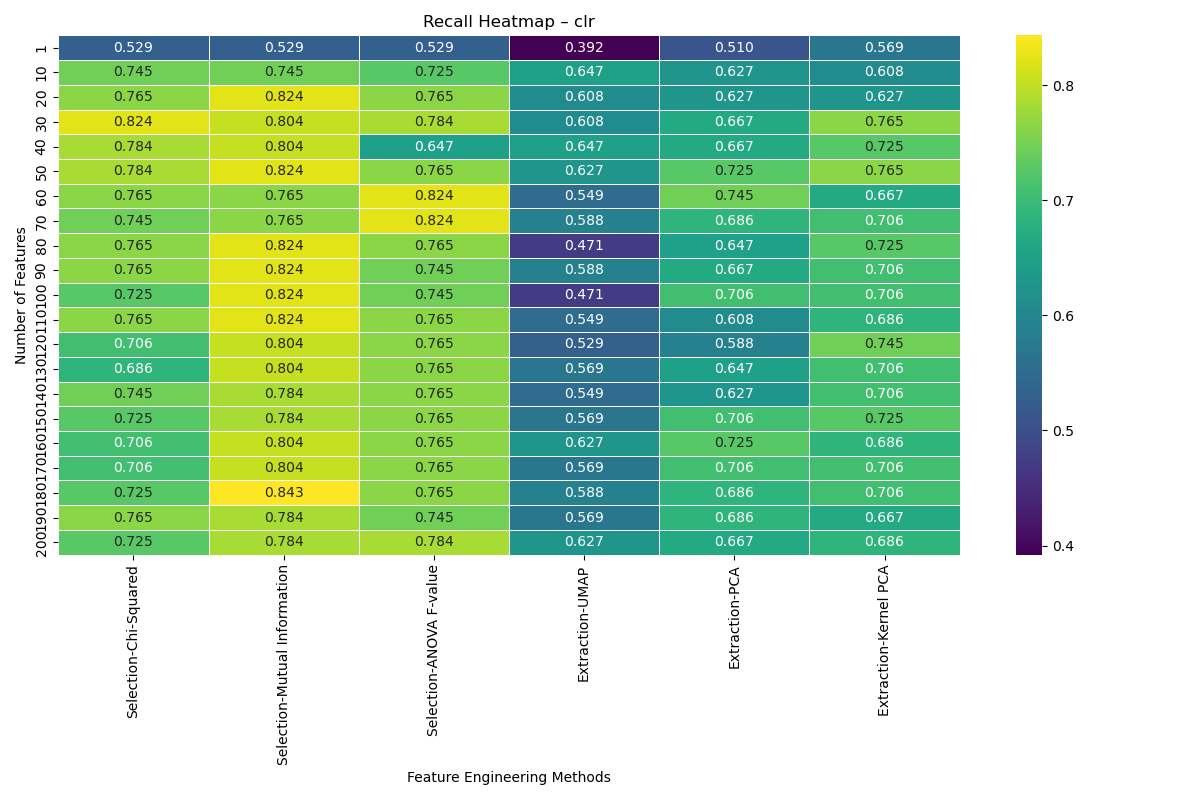 Recall Heatmap – clr
1 0.529 0.529 0.529 0.392 0.510 0.569
10 0.745 0.745 0.725 0.647 0.627 0.608
20 0.765 0.824 0.765 0.608 0.627 0.627
30 0.824 0.804 0.784 0.608 0.667 0.765
40 0.784 0.804 0.647 0.647 0.667 0.725
50 0.784 0.824 0.765 0.627 0.725 0.765
60 0.765 0.765 0.824 0.549 0.745 0.667
70 0.745 0.765 0.824 0.588 0.686 0.706
80 0.765 0.824 0.765 0.471 0.647 0.725
90 0.765 0.824 0.745 0.588 0.667 0.706
100 0.725 0.824 0.745 0.471 0.706 0.706
110 0.765 0.824 0.765 0.549 0.608 0.686
120 0.706 0.804 0.765 0.529 0.588 0.745
130 0.686 0.804 0.765 0.569 0.647 0.706
140 0.745 0.784 0.765 0.549 0.627 0.706
150 0.725 0.784 0.765 0.569 0.706 0.725
160 0.706 0.804 0.765 0.627 0.725 0.686
170 0.706 0.804 0.765 0.569 0.706 0.706
180 0.725 0.843 0.765 0.588 0.686 0.706
190 0.765 0.784 0.745 0.569 0.686 0.667
200 0.725 0.784 0.784 0.627 0.667 0.686
Number of Features
Selection-Chi-Squared
Selection-Mutual Information
Selection-ANOVA F-value
Extraction-UMAP
Extraction-PCA
Extraction-Kernel PCA
Feature Engineering Methods
0.8
0.7
0.6
0.5
0.4